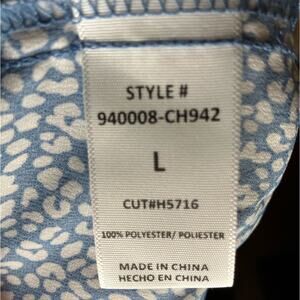 STYLE #
940008-CH942
L
CUT#H5716
100% POLYESTER/ POLIESTER
MADE IN CHINA
HECHO EN CHINA